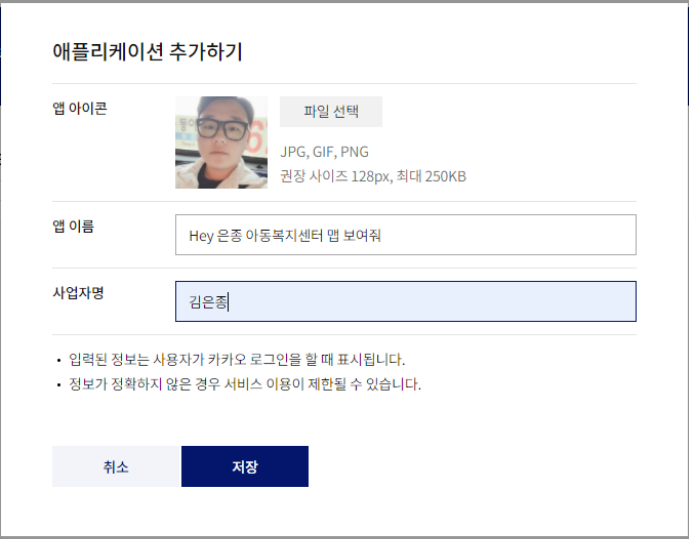 애플리케이션 추가하기
앱 아이콘
파일 선택
JPG, GIF, PNG
권장 사이즈 128px, 최대 250KB
앱 이름
Hey 은종 아동복지센터 맵 보여줘
사업자명
김은종
• 입력된 정보는 사용자가 카카오 로그인을 할 때 표시됩니다.
• 정보가 정확하지 않은 경우 서비스 이용이 제한될 수 있습니다.
취소
저장